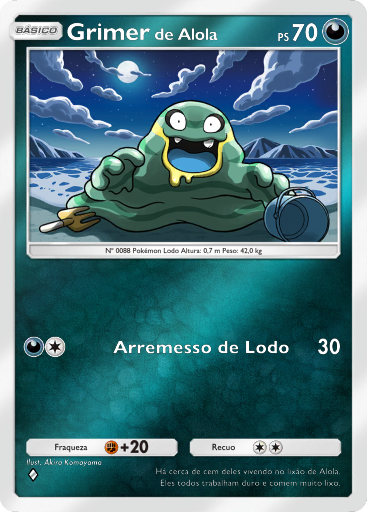 BÁSICO Grimer de Alola PS 70
N° 0088 Pokémon Lodo Altura: 0,7 m Peso: 42,0 kg
Arremesso de Lodo 30
Fraqueza +20 Recuo
Ilust. Akira Komayama
Há cerca de cem deles vivendo no lixão de Alola.
Eles todos trabalham duro e comem muito lixo.